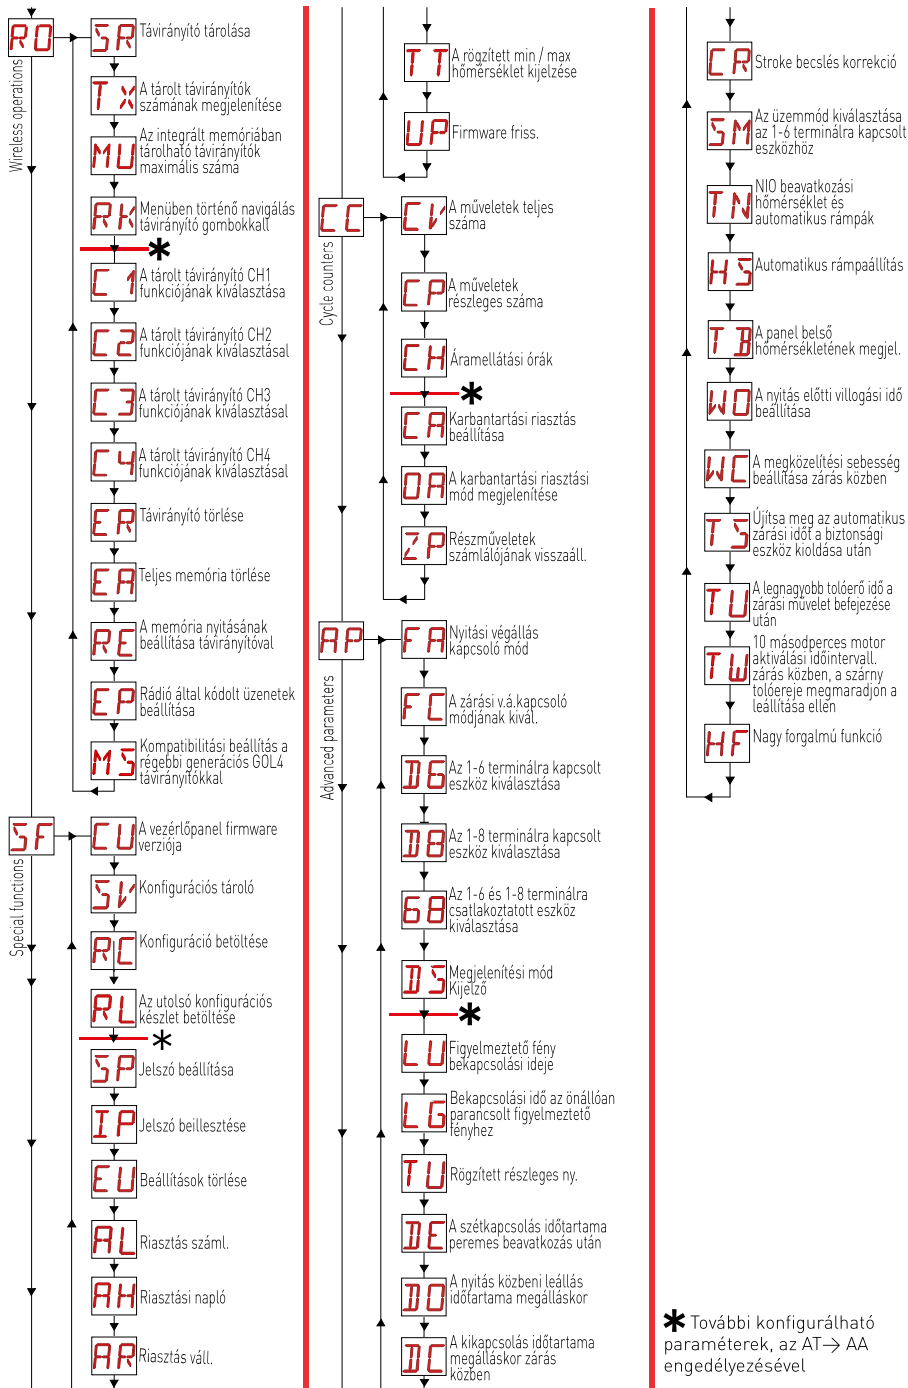 RO
Wireless operations
SR
Távirányító tárolása
TX
A tárolt távirányítók
számának megjelenítése
MU
Az integrált memóriában
tárolható távirányítók
maximális száma
RK
Menüben történő navigálás
távirányító gombokkall
*
C1
A tárolt távirányító CH1
funkciójának kiválasztása
C2
A tárolt távirányító CH2
funkciójának kiválasztásal
C3
A tárolt távirányító CH3
funkciójának kiválasztásal
C4
A tárolt távirányító CH4
funkciójának kiválasztásal
ER
Távirányító törlése
EA
Teljes memória törlése
RE
A memória nyitásának
beállítása távirányítóval
EP
Rádió által kódolt üzenetek
beállítása
MS
Kompatibilitási beállítás a
régebbi generációs GOL4
távirányítókkal
SF
Special functions
CU
A vezérlőpanel firmware
verziója
SV
Konfigurációs tároló
RC
Konfiguráció betöltése
RL
Az utolsó konfigurációs
készlet betöltése
*
SP
Jelszó beállítása
IP
Jelszó beillesztése
EU
Beállítások törlése
AL
Riasztás száml.
AH
Riasztási napló
AR
Riasztás váll.
TT
A rögzített min / max
hőmérséklet kijelzése
UP
Firmware friss.
CC
Cycle counters
CV
A műveletek teljes
száma
CP
A műveletek
részleges száma
CH
Áramellátási órák
*
CA
Karbantartási riasztás
beállítása
OA
A karbantartási riasztási
mód megjelenítése
ZP
Részműveletek
számlálójának visszaáll.
AP
Advanced parameters
FA
Nyitási végállás
kapcsoló mód
FC
A zárási v.á.kapcsoló
módjának kivál.
D6
Az 1-6 terminálra kapcsolt
eszköz kiválasztása
D8
Az 1-8 terminálra kapcsolt
eszköz kiválasztása
68
Az 1-6 és 1-8 terminálra
csatlakoztatott eszköz
kiválasztása
DS
Megjelenítési mód
Kijelző
*
LU
Figyelmeztető fény
bekapcsolási ideje
LG
Bekapcsolási idő az önállóan
parancsolt figyelmeztető
fényhez
TU
Rögzített részleges ny.
DE
A szétkapcsolás időtartama
peremes beavatkozás után
DO
A nyitás közbeni leállás
időtartama megálláskor
DC
A kikapcsolás időtartama
megálláskor zárás
közben
CR
Stroke becslés korrekció
SM
Az üzemmód kiválasztása
az 1-6 terminálra kapcsolt
eszközhöz
TN
NIO beavatkozási
hőmérséklet és
automatikus rámpák
HS
Automatikus rámpaállítás
TB
A panel belső
hőmérsékletének megjel.
WO
A nyitás előtti villogási idő
beállítása
WC
A megközelítési sebesség
beállítása zárás közben
TS
Újítsa meg az automatikus
zárási időt a biztonsági
eszköz kioldása után
TU
A legnagyobb tolóerő idő a
zárási művelet befejezése
után
TW
10 másodperces motor
aktiválási időintervall.
zárás közben, a szárny
tolóereje megmaradjon a
leállítása ellen
HF
Nagy forgalmú funkció
* További konfigurálható
paraméterek, az AT→ AA
engedélyezésével